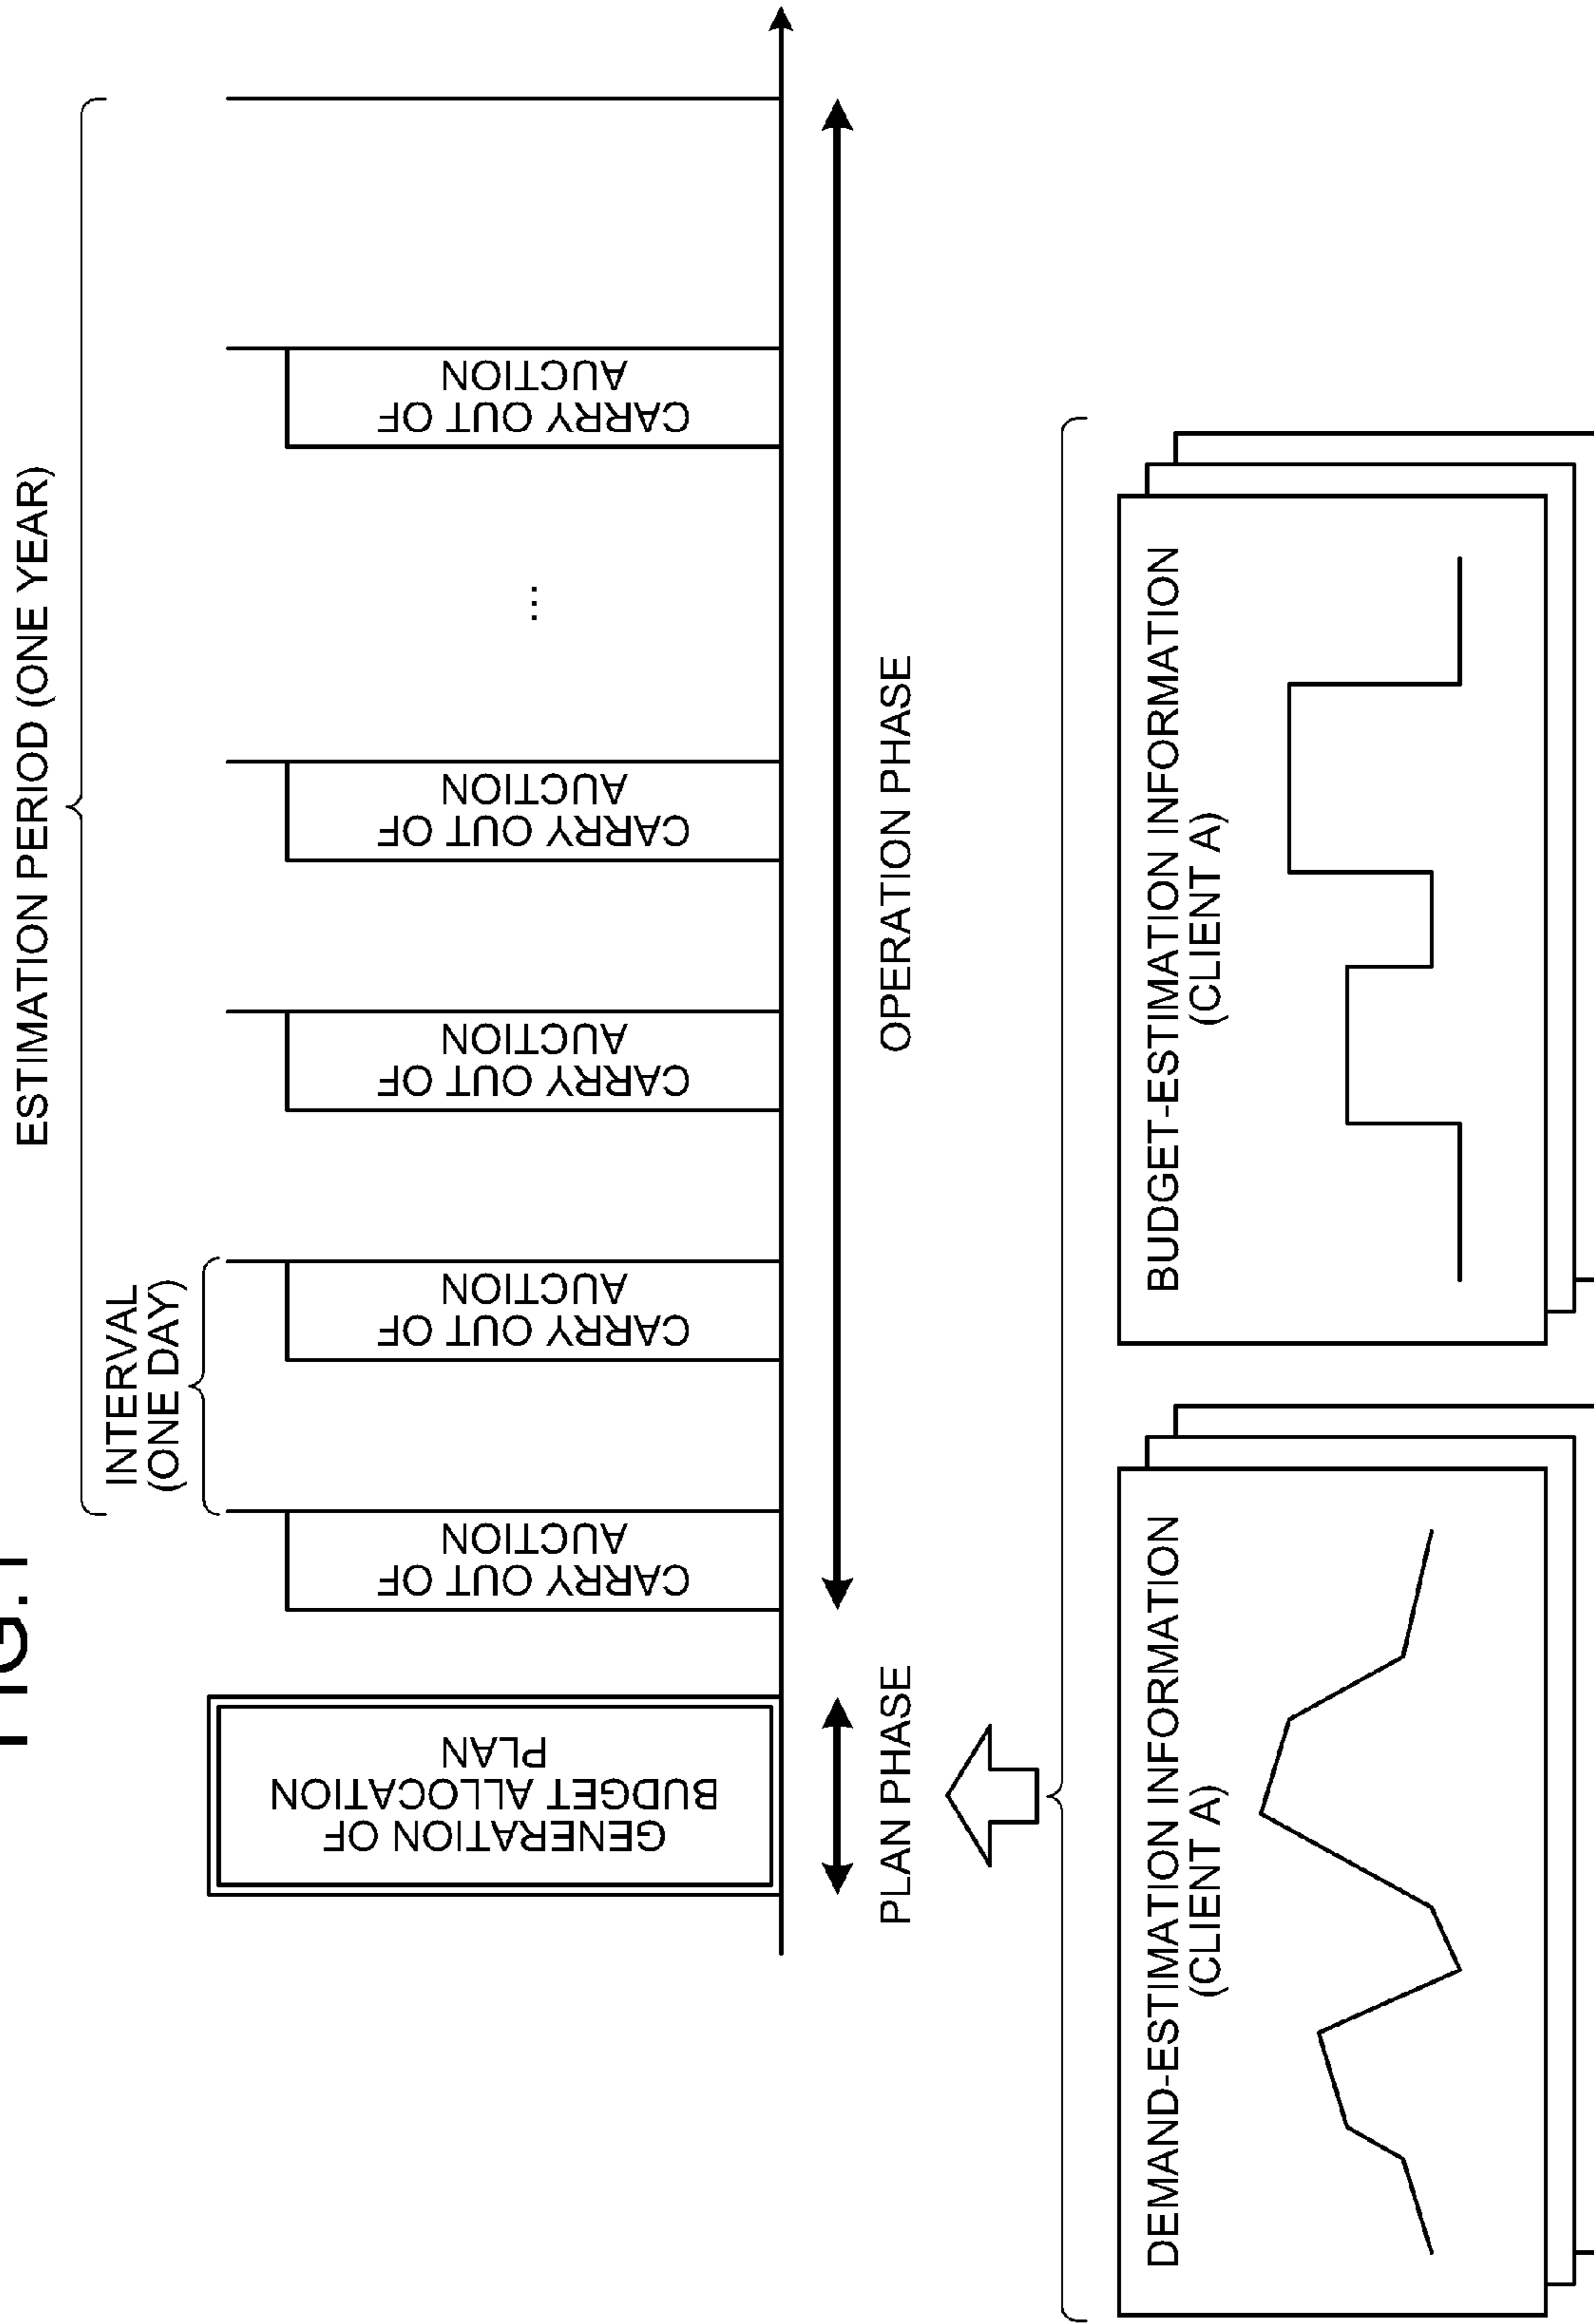 FIG.1
ESTIMATION PERIOD (ONE YEAR)
INTERVAL
(ONE DAY)
GENERATION OF
BUDGET ALLOCATION
PLAN
CARRY OUT OF
AUCTION
CARRY OUT OF
AUCTION
CARRY OUT OF
AUCTION
CARRY OUT OF
AUCTION
...
CARRY OUT OF
AUCTION
PLAN PHASE
OPERATION PHASE
DEMAND-ESTIMATION INFORMATION
(CLIENT A)
BUDGET-ESTIMATION INFORMATION
(CLIENT A)